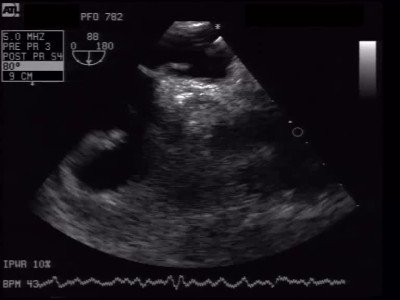 ATL
PFO 782
5.0 MHZ
PRE PR 3
POST PR S4
80°
9 CM
88
0 180
*
IPWR 10%
BPM 43